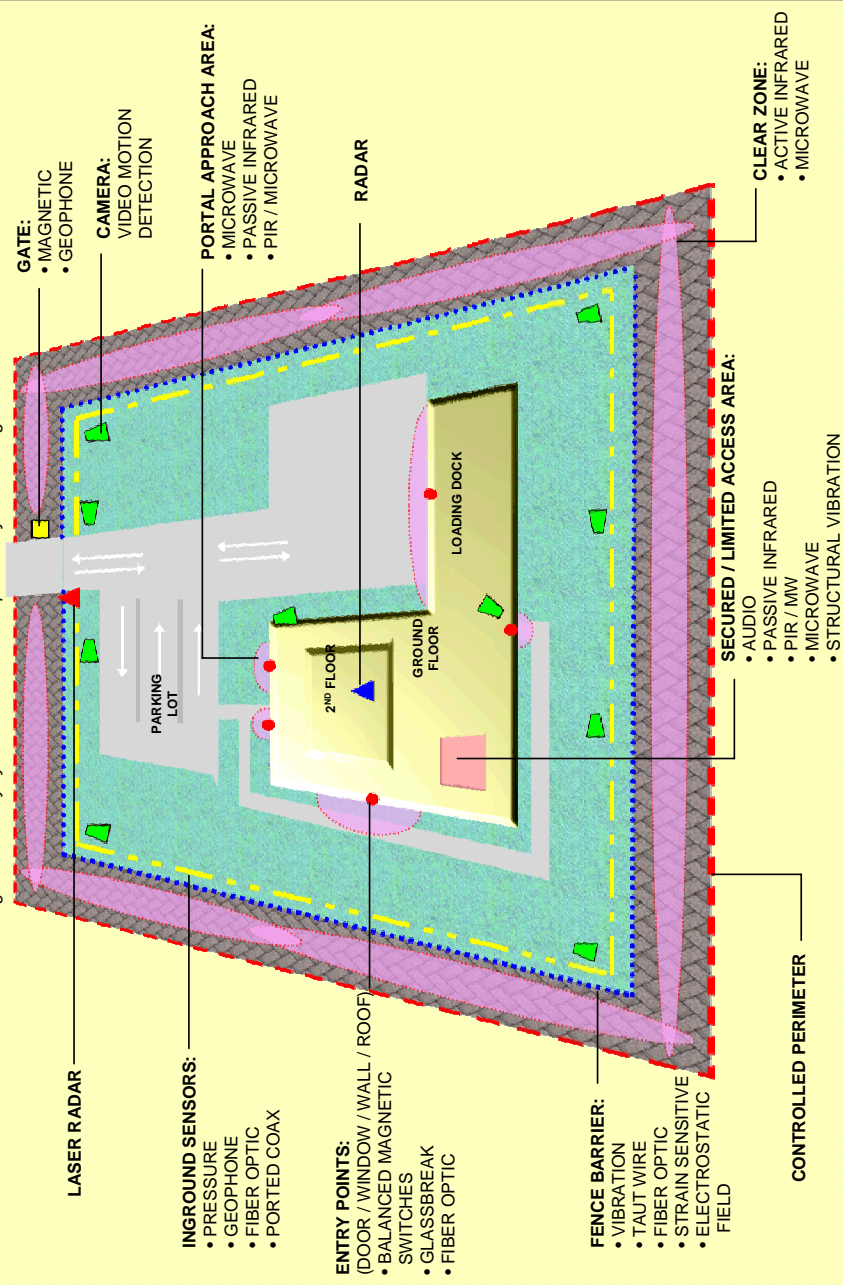 GATE:
• MAGNETIC
• GEOPHONE
CAMERA:
VIDEO MOTION
DETECTION
PORTAL APPROACH AREA:
• MICROWAVE
• PASSIVE INFRARED
• PIR / MICROWAVE
RADAR
CLEAR ZONE:
• ACTIVE INFRARED
• MICROWAVE
LASER RADAR
INGROUND SENSORS:
• PRESSURE
• GEOPHONE
• FIBER OPTIC
• PORTED COAX
ENTRY POINTS:
(DOOR / WINDOW / WALL / ROOF)
• BALANCED MAGNETIC
SWITCHES
• GLASSBREAK
• FIBER OPTIC
FENCE BARRIER:
• VIBRATION
• TAUT WIRE
• FIBER OPTIC
• STRAIN SENSITIVE
• ELECTROSTATIC
FIELD
CONTROLLED PERIMETER
SECURED / LIMITED ACCESS AREA:
• AUDIO
• PASSIVE INFRARED
• PIR / MW
• MICROWAVE
• STRUCTURAL VIBRATION
PARKING
LOT
2ND FLOOR
GROUND
FLOOR
LOADING DOCK